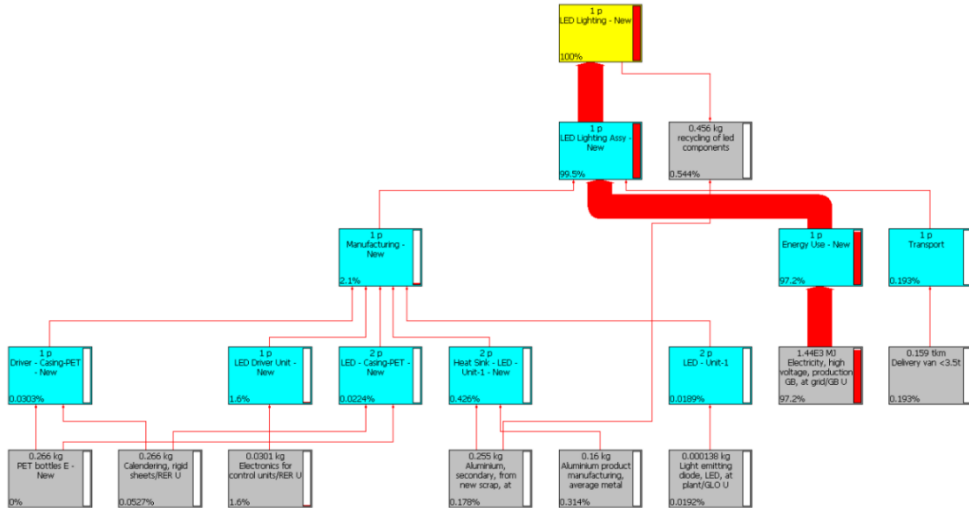 1 p
LED Lighting - New
100%
1 p
LED Lighting Assy -
New
99.5%
0.456 kg
recycling of led
components
0.544%
1 p
Manufacturing -
New
2.1%
1 p
Energy Use - New
97.2%
1 p
Transport
0.193%
1 p
Driver - Casing-PET
- New
0.0303%
1 p
LED Driver Unit -
New
1.6%
2 p
LED - Casing-PET -
New
0.0224%
2 p
Heat Sink - LED -
Unit-1 - New
0.426%
2 p
LED - Unit-1
0.0189%
1.44E3 MJ
Electricity, high
voltage, production
GB, at grid/GB U
97.2%
0.159 tkm
Delivery van <3.5t
0.193%
0.266 kg
PET bottles E -
New
0%
0.266 kg
Calendering, rigid
sheets/RER U
0.0527%
0.0301 kg
Electronics for
control units/RER U
1.6%
0.255 kg
Aluminium,
secondary, from
new scrap, at
0.178%
0.16 kg
Aluminium product
manufacturing,
average metal
0.314%
0.000138 kg
Light emitting
diode, LED, at
plant/GLO U
0.0192%